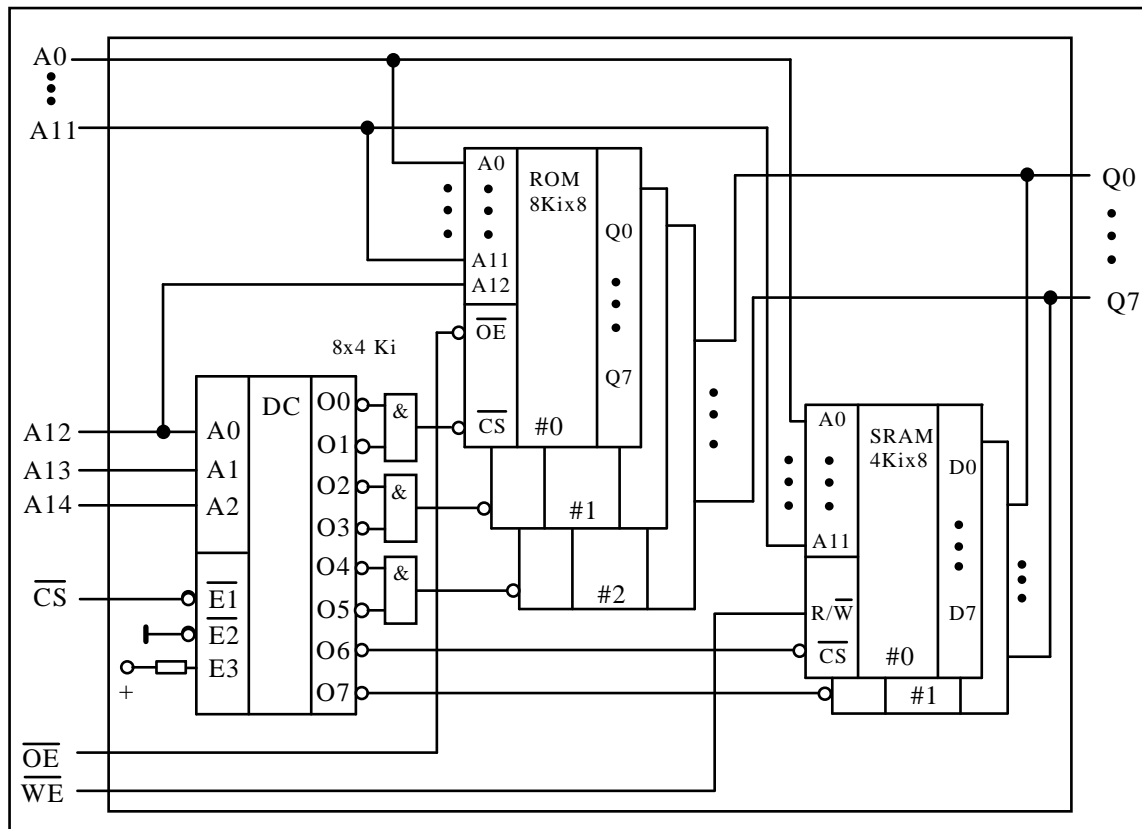 A0
A11
A0
ROM
8Kix8
Q0
Q0
A11
A12
Q7
OE
8x4 Ki
Q7
DC
O0
&
CS
#0
A0
SRAM
4Kix8
A12
A0
O1
D0
A13
A1
O2
&
#1
A14
A2
O3
A11
O4
&
#2
CS
E1
O5
R/W
D7
E2
O6
CS
#0
E3
+
O7
#1
OE
WE